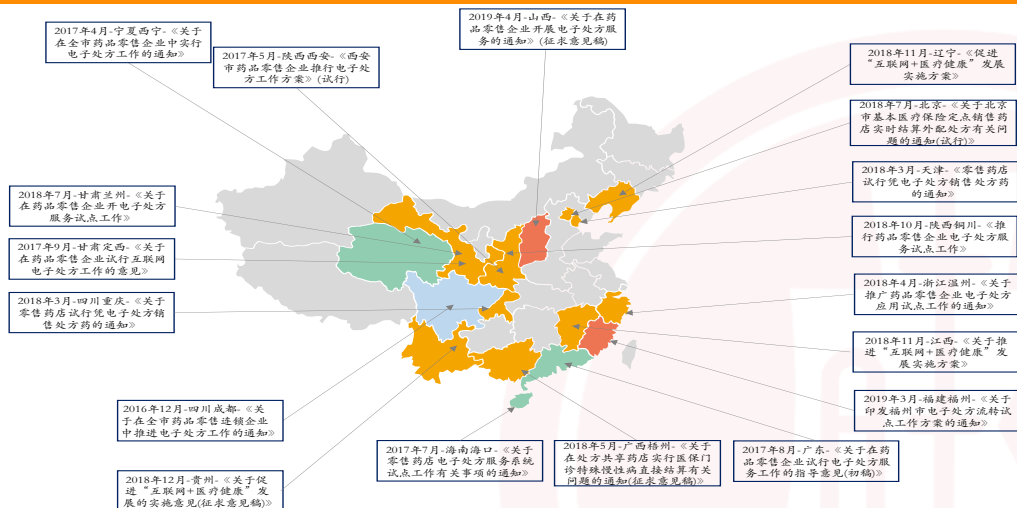 2017年4月-宁夏西宁-《关于
在全市药品零售企业中实行
电子处方工作的通知》
2017年5月-陕西西安-《西安
市药品零售企业推行电子处
方工作方案》(试行)
2019年4月-山西-《关于在药
品零售企业开展电子处方服
务的通知》(征求意见稿)
2018年11月-辽宁-《促进
“互联网+医疗健康”发展
实施方案》
2018年7月-北京-《关于北京
市基本医疗保险定点销售药
店实时结算外配处方有关问
题的通知(试行)》
2018年3月-天津-《零售药店
试行凭电子处方销售处方药
的通知》
2018年10月-陕西铜川-《推
行药品零售企业电子处方服
务试点工作》
2018年4月-浙江温州-《关于
推广药品零售企业电子处方
应用试点工作的通知》
2018年11月-江西-《关于推
进“互联网+医疗健康”发
展实施方案》
2019年3月-福建福州-《关于
印发福州市电子处方流转试
点工作方案的通知》
2018年7月-甘肃兰州-《关于
在药品零售企业开电子处方
服务试点工作》
2017年9月-甘肃定西-《关于
在药品零售企业试行互联网
电子处方工作的意见》
2018年3月-四川重庆-《关于
零售药店试行凭电子处方销
售处方药的通知》
2016年12月-四川成都-《关
于在全市药品零售连锁企业
中推进电子处方工作的通知》
2018年12月-贵州-《关于促
进“互联网+医疗健康”发
展的实施意见(征求意见稿)》
2017年7月-海南海口-《关于
零售药店电子处方服务系统
试点工作有关事项的通知》
2018年5月-广西梧州-《关于
在处方共享药店实行医保门
诊特殊慢性病直接结算有关
问题的通知(征求意见稿)》
2017年8月-广东-《关于在药
品零售企业试行电子处方服
务工作的指导意见(初稿)》